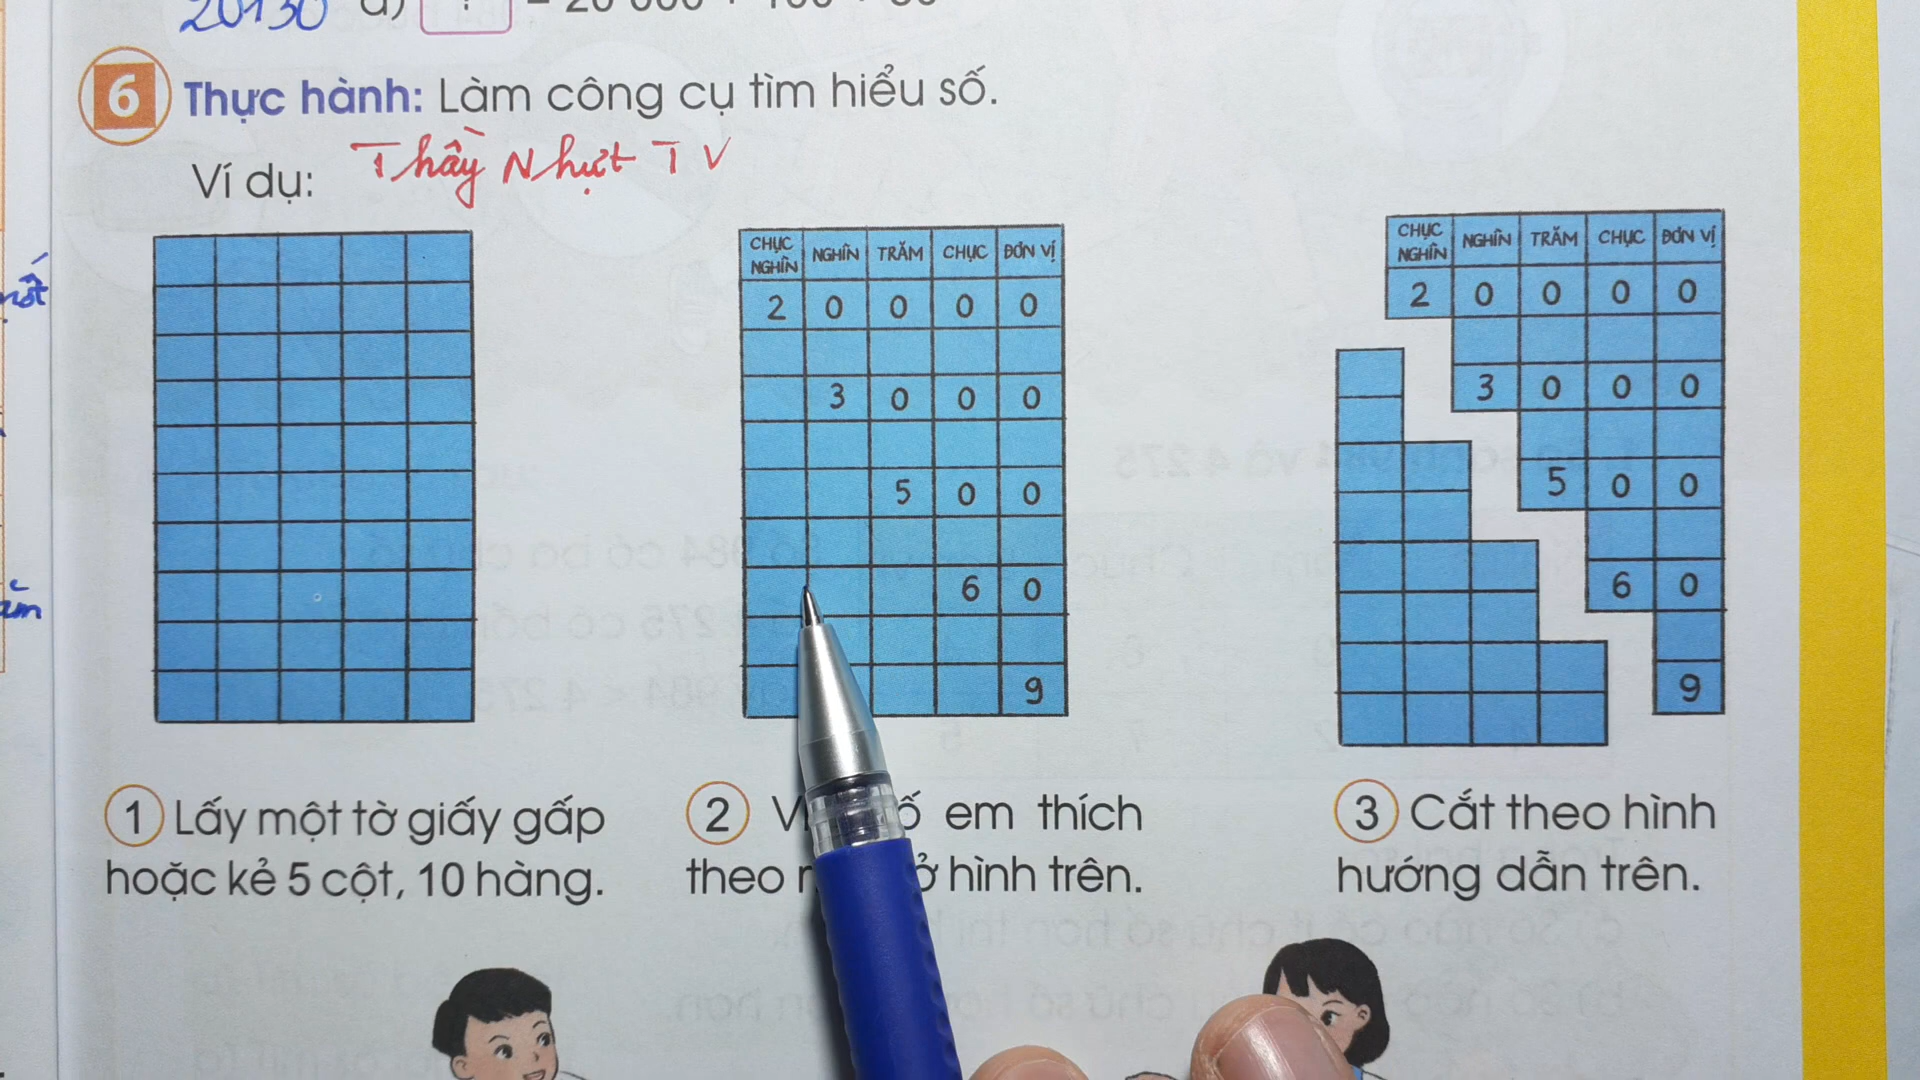 20130 a) ? = 20 000 + 100 + 30
6 Thực hành: Làm công cụ tìm hiểu số.
Ví dụ: Thầy Nhựt TV
CHỤC NGHÌN NGHÌN TRĂM CHỤC ĐƠN VỊ
2 0 0 0 0
3 0 0 0
5 0 0
6 0
9
CHỤC NGHÌN NGHÌN TRĂM CHỤC ĐƠN VỊ
2 0 0 0 0
3 0 0 0
5 0 0
6 0
9
1 Lấy một tờ giấy gấp
hoặc kẻ 5 cột, 10 hàng.
2 em thích
theo ở hình trên.
3 Cắt theo hình
hướng dẫn trên.